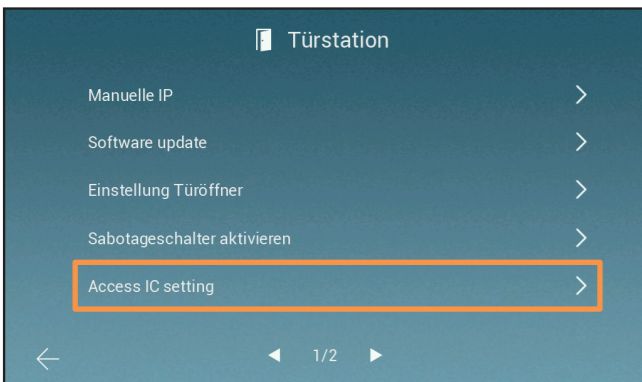 Türstation
Manuelle IP
Software update
Einstellung Türöffner
Sabotageschalter aktivieren
Access IC setting
1/2